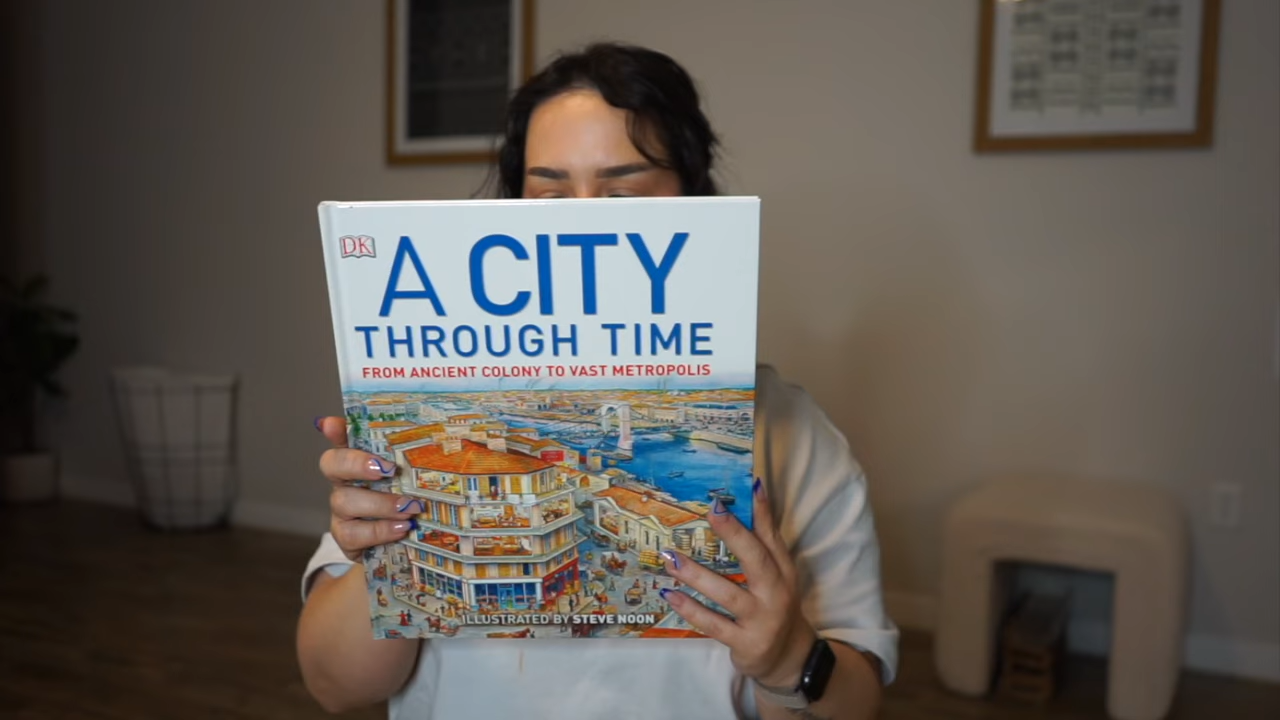 DK
A CITY
THROUGH TIME
FROM ANCIENT COLONY TO VAST METROPOLIS
ILLUSTRATED BY STEVE NOON